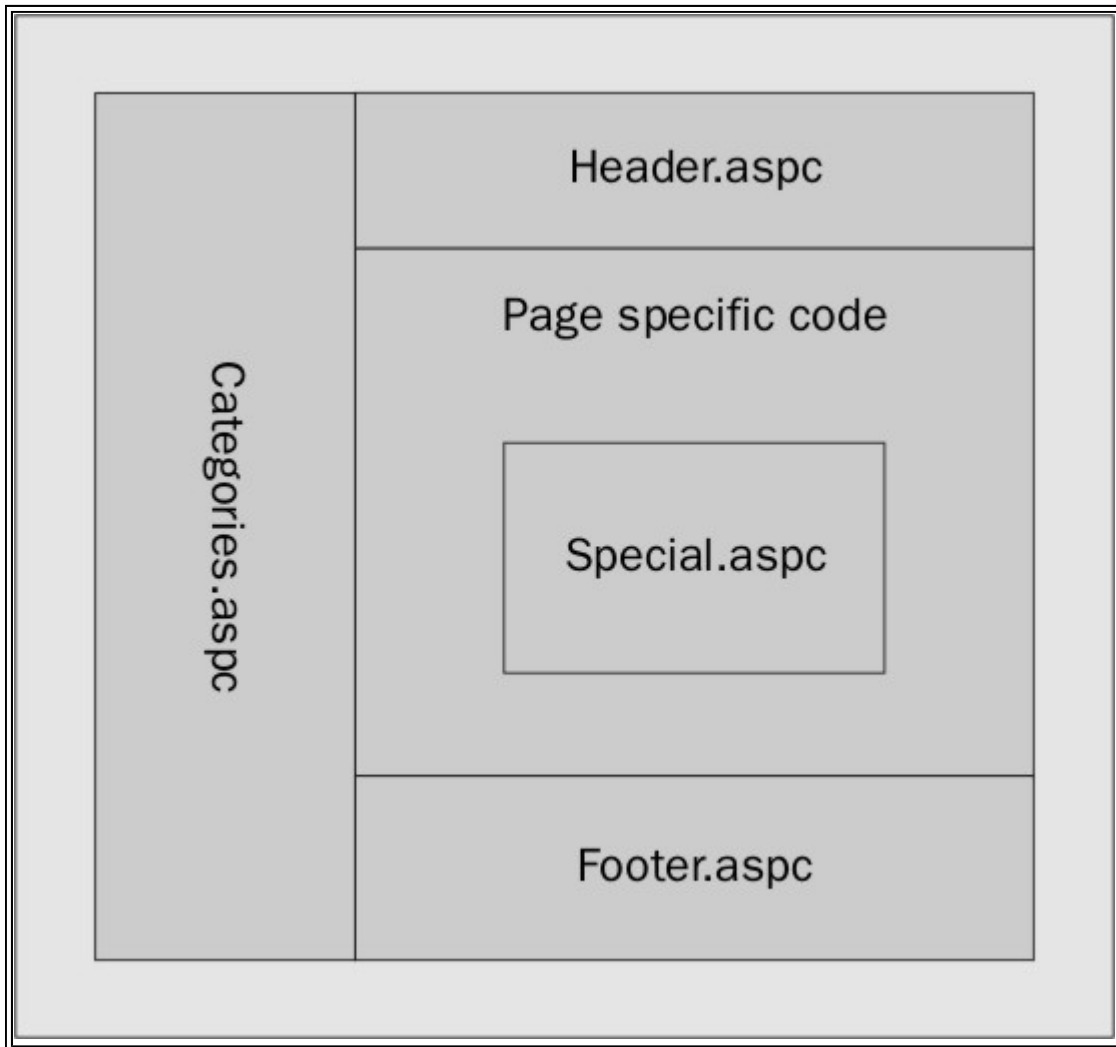 Header.aspc
Page specific code
Categories.aspc
Special.aspc
Footer.aspc